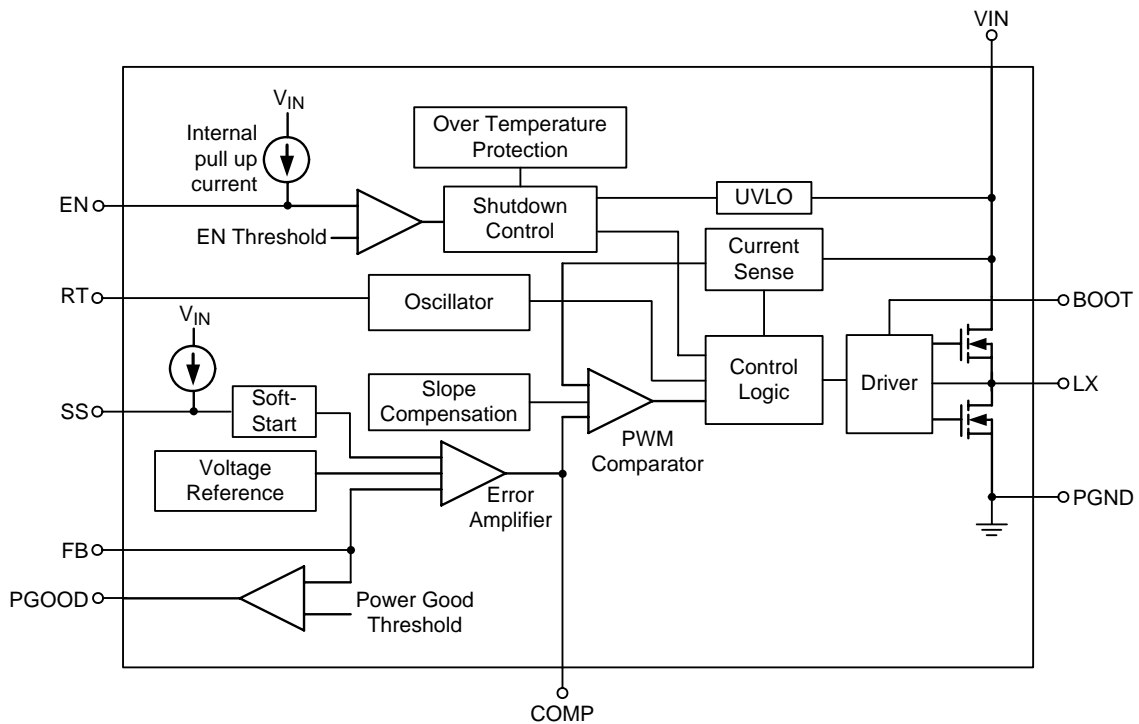 VIN
V_IN
Internal
pull up
current
Over Temperature
Protection
EN
EN Threshold
Shutdown
Control
UVLO
Current
Sense
RT
Oscillator
BOOT
V_IN
Control
Logic
Driver
LX
SS
Soft-
Start
Slope
Compensation
PWM
Comparator
Voltage
Reference
Error
Amplifier
PGND
FB
PGOOD
Power Good
Threshold
COMP